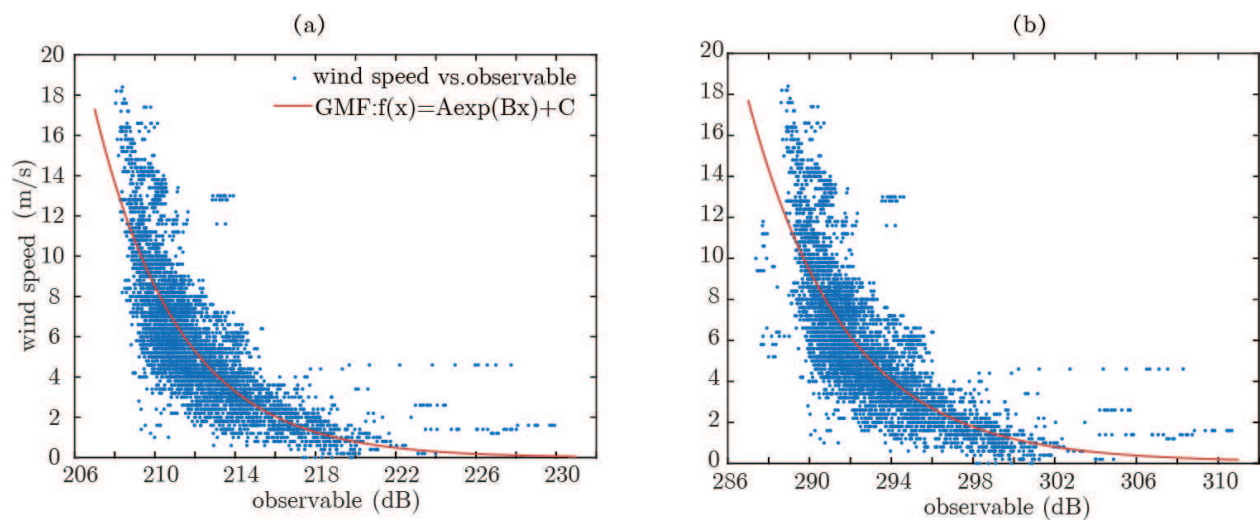 (a)
20
18
16
14
12
10
8
6
4
2
0
206 210 214 218 222 226 230
wind speed (m/s)
observable (dB)
wind speed vs.observable
GMF:f(x)=Aexp(Bx)+C
(b)
20
18
16
14
12
10
8
6
4
2
0
286 290 294 298 302 306 310
observable (dB)